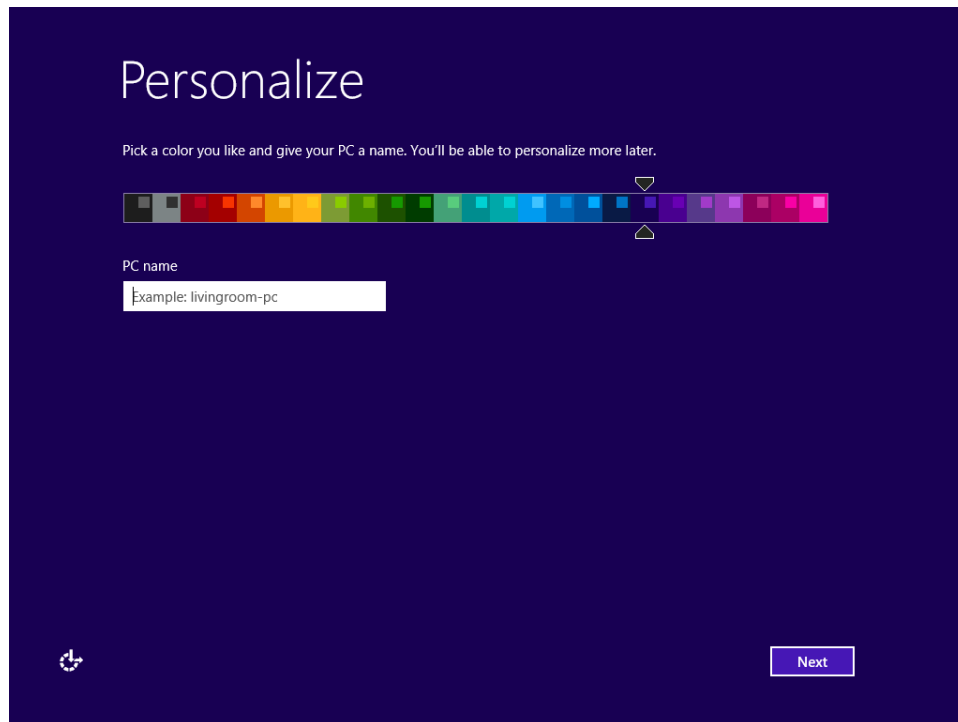 Personalize
Pick a color you like and give your PC a name. You'll be able to personalize more later.
PC name
Example: livingroom-pc
Next